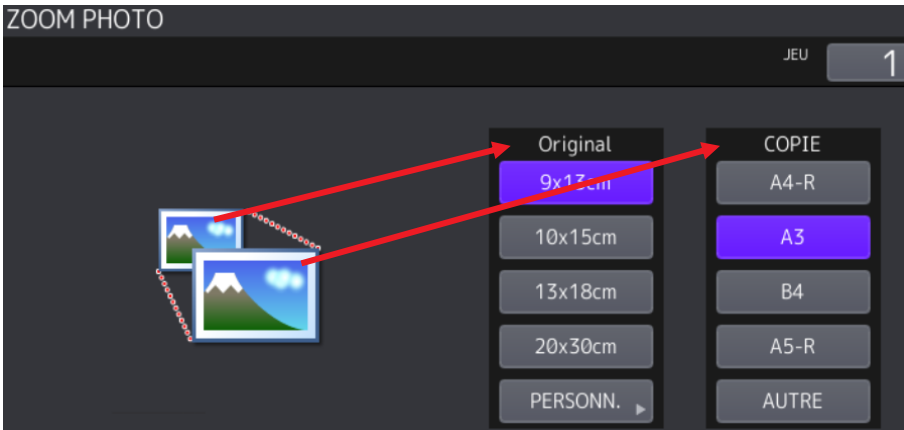 ZOOM PHOTO
JEU 1
Original
9x13cm
10x15cm
13x18cm
20x30cm
PERSONN.
COPIE
A4-R
A3
B4
A5-R
AUTRE